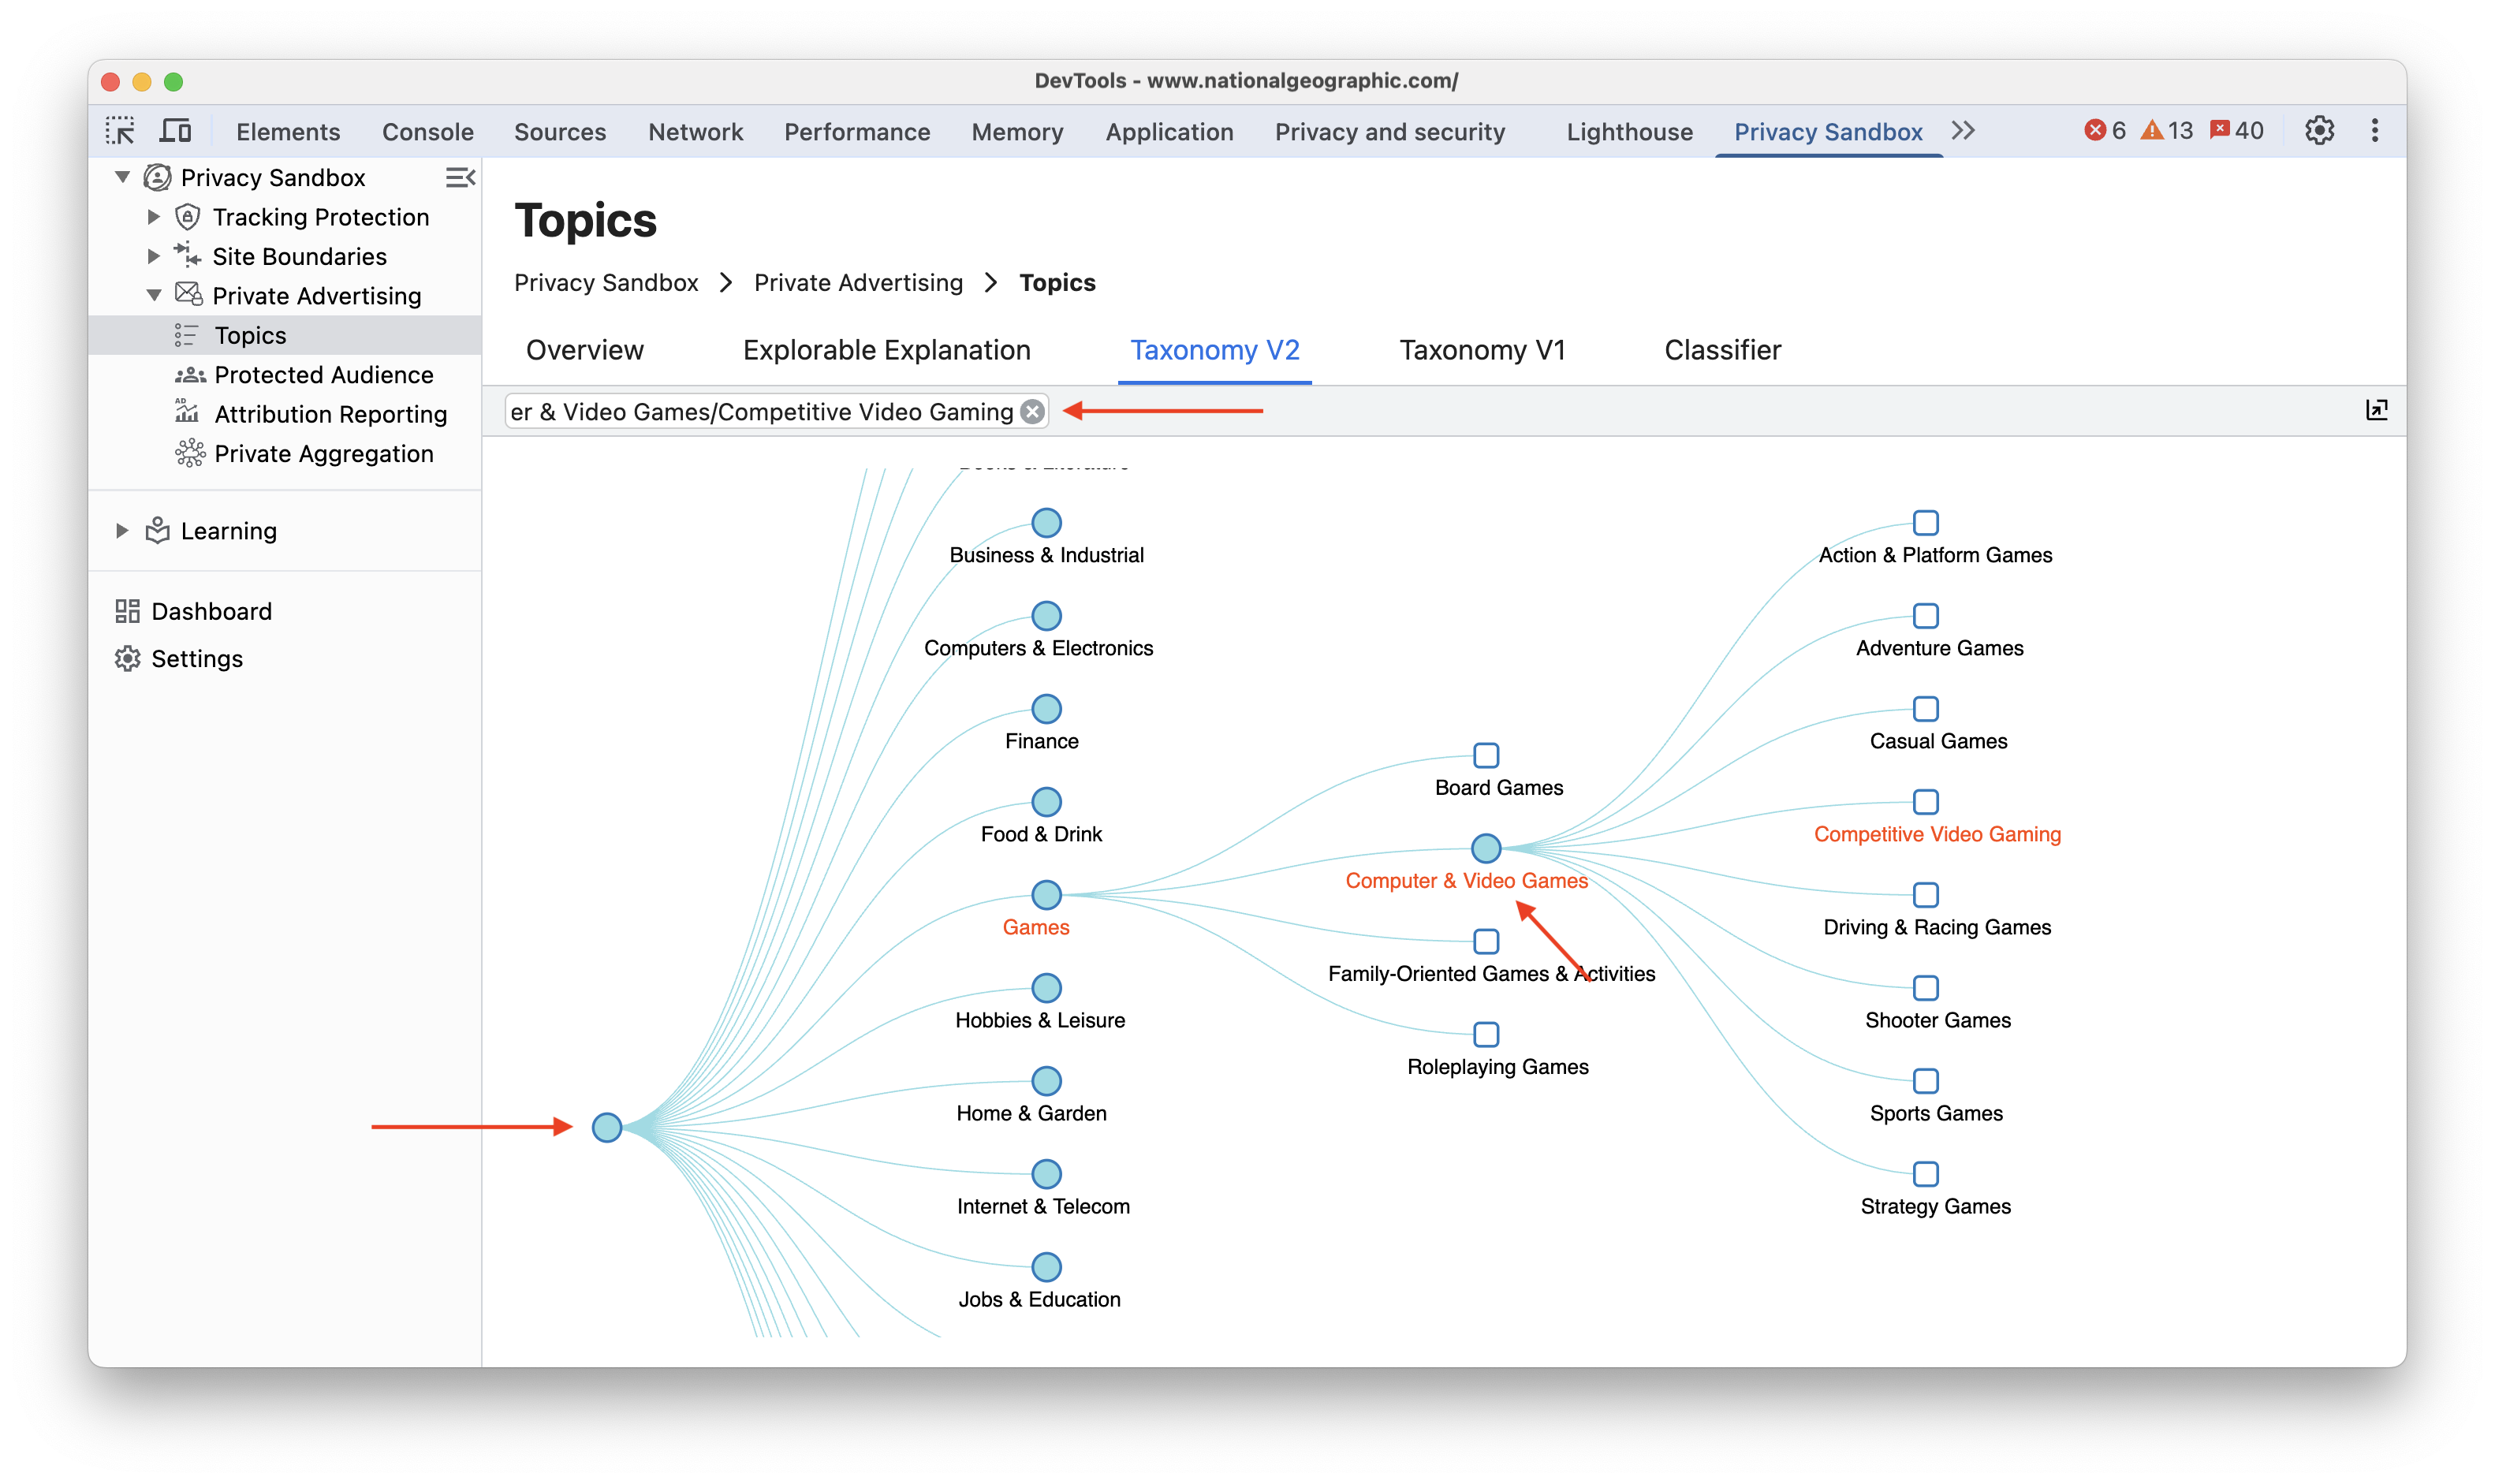 DevTools - www.nationalgeographic.com/
Elements Console Sources Network Performance Memory Application Privacy and security Lighthouse Privacy Sandbox 6 13 40
Privacy Sandbox
Tracking Protection
Site Boundaries
Private Advertising
Topics
Protected Audience
AD
Attribution Reporting
Private Aggregation
Learning
Dashboard
Settings
Topics
Privacy Sandbox > Private Advertising > Topics
Overview Explorable Explanation Taxonomy V2 Taxonomy V1 Classifier
er & Video Games/Competitive Video Gaming
Business & Industrial
Computers & Electronics
Finance
Food & Drink
Games
Hobbies & Leisure
Home & Garden
Internet & Telecom
Jobs & Education
Board Games
Computer & Video Games
Family-Oriented Games & Activities
Roleplaying Games
Action & Platform Games
Adventure Games
Casual Games
Competitive Video Gaming
Driving & Racing Games
Shooter Games
Sports Games
Strategy Games